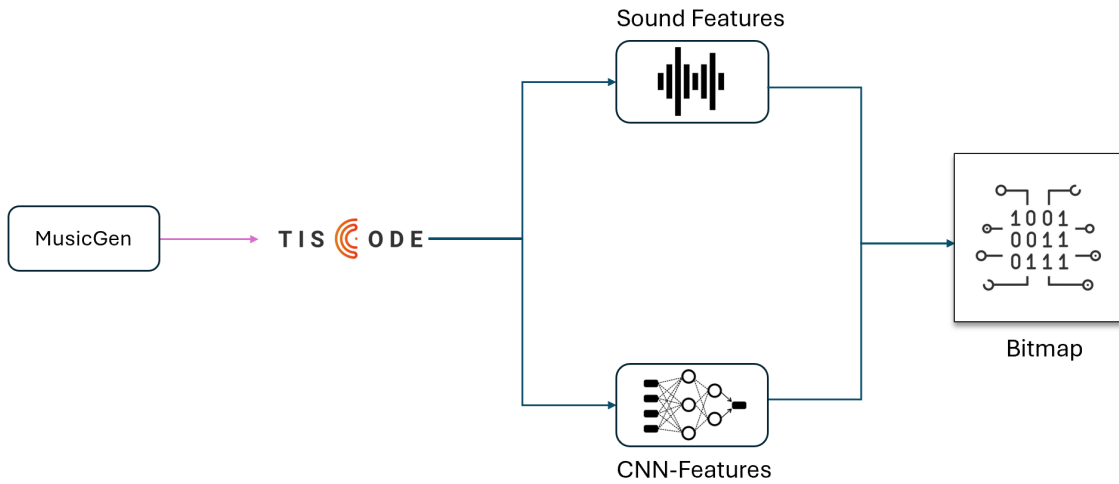 Sound Features
MusicGen
TISCODE
1001
0011
0111
Bitmap
CNN-Features